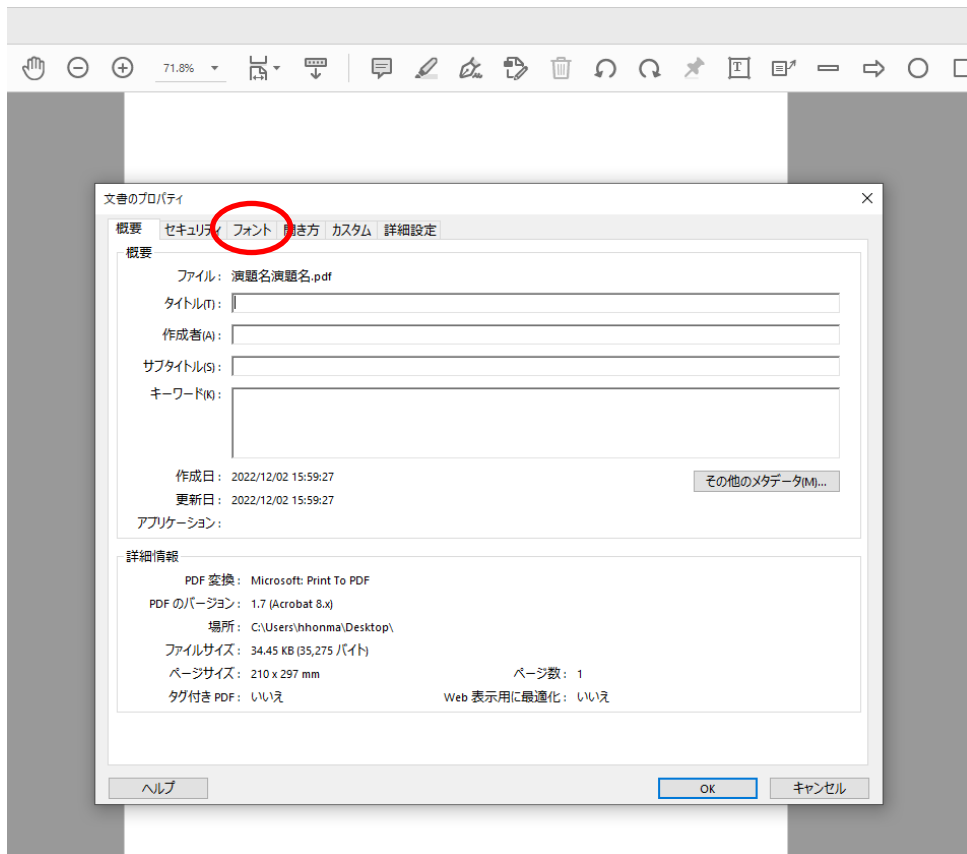 71.8%
文書のプロパティ
概要 セキュリティ フォント 開き方 カスタム 詳細設定
概要
ファイル： 演題名演題名.pdf
タイトル(T)：
作成者(A)：
サブタイトル(S)：
キーワード(K)：
作成日： 2022/12/02 15:59:27
その他のメタデータ(M)...
更新日： 2022/12/02 15:59:27
アプリケーション：
詳細情報
PDF 変換： Microsoft: Print To PDF
PDF のバージョン： 1.7 (Acrobat 8.x)
場所： C:\Users\hhonma\Desktop\
ファイルサイズ： 34.45 KB (35,275 バイト)
ページサイズ： 210 x 297 mm ページ数： 1
タグ付き PDF： いいえ Web 表示用に最適化： いいえ
ヘルプ OK キャンセル